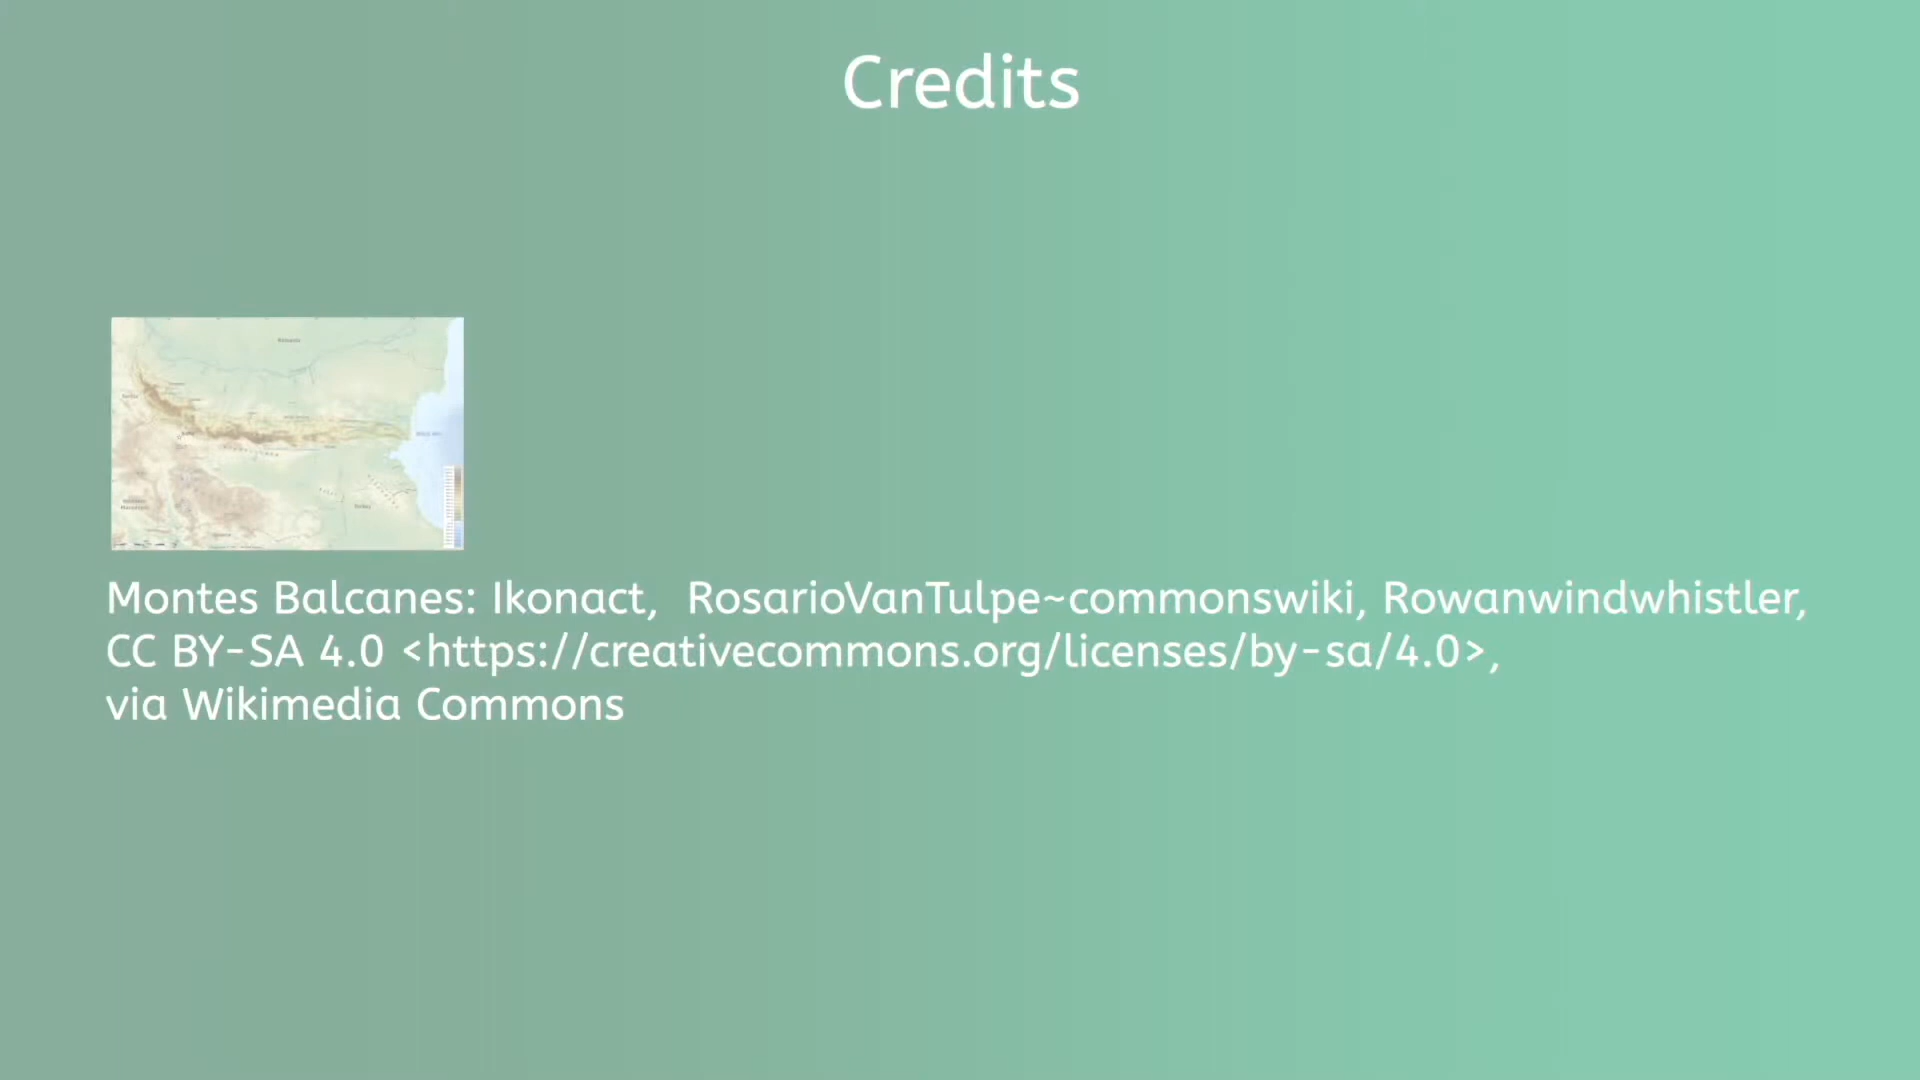 Credits
Montes Balcanes: Ikonact,  RosarioVanTulpe~commonswiki, Rowanwindwhistler,
CC BY-SA 4.0 <https://creativecommons.org/licenses/by-sa/4.0>,
via Wikimedia Commons